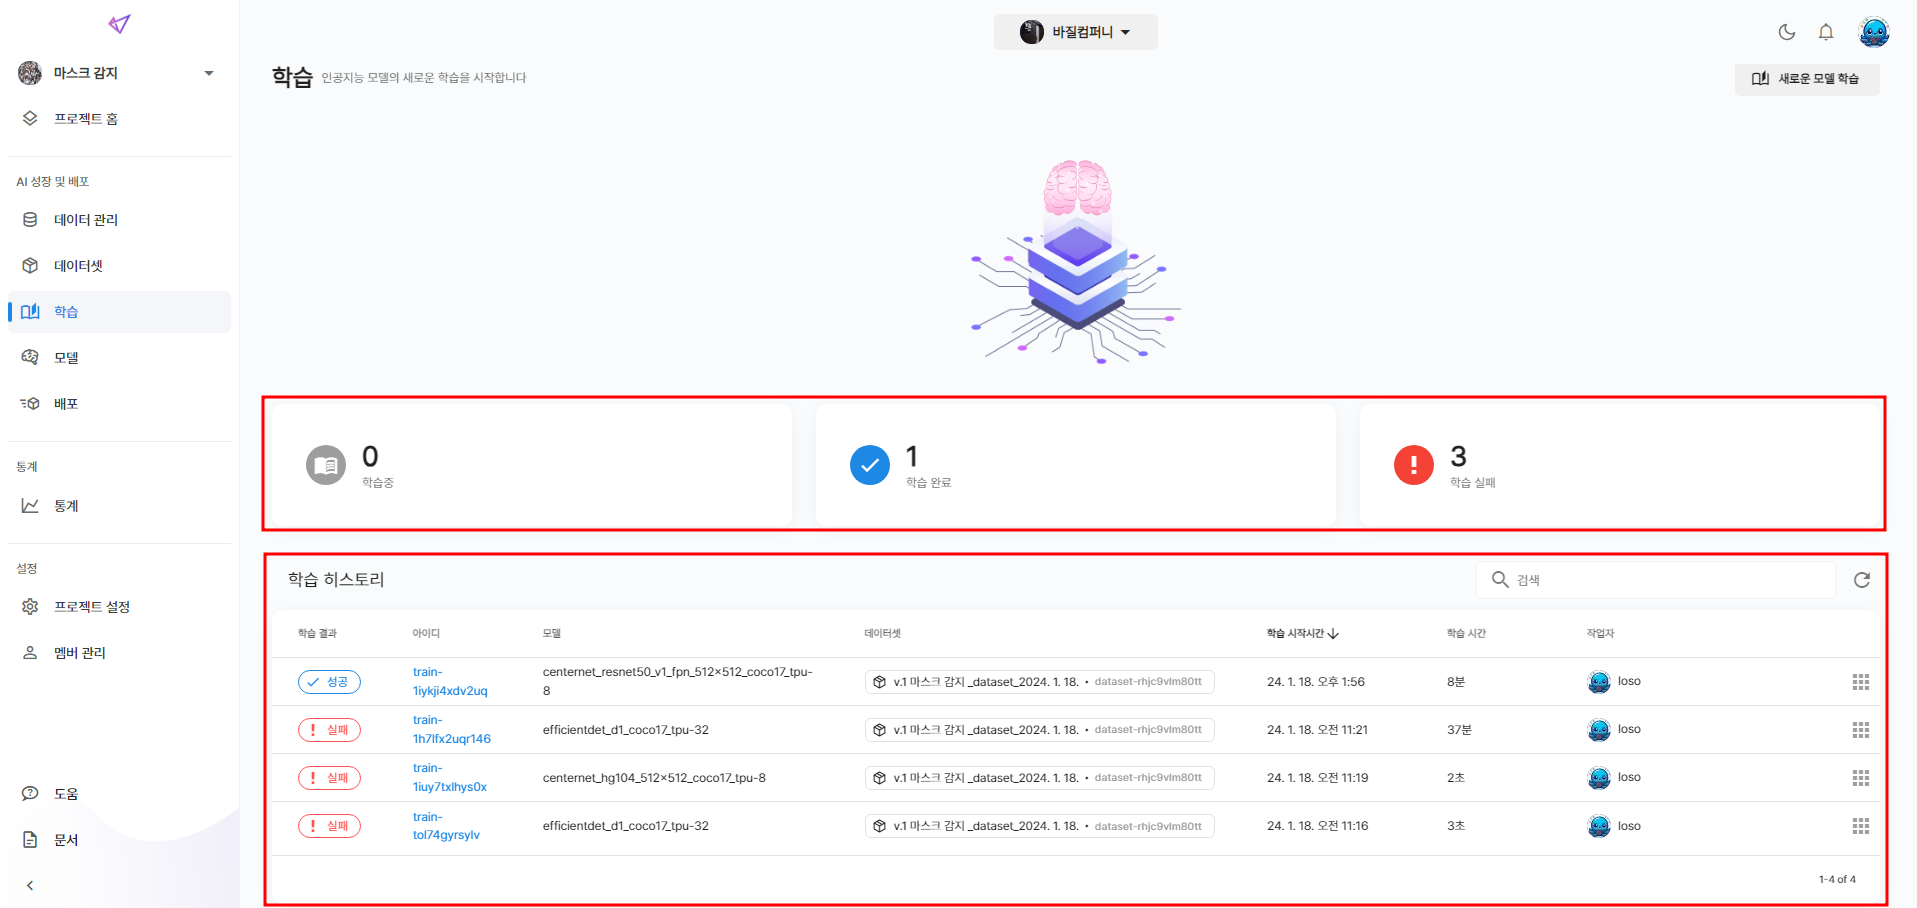 바질컴퍼니
마스크 감지
프로젝트 홈
AI 성장 및 배포
데이터 관리
데이터셋
학습
모델
배포
통계
통계
설정
프로젝트 설정
멤버 관리
도움
문서
학습 인공지능 모델의 새로운 학습을 시작합니다
새로운 모델 학습
0
학습중
1
학습 완료
3
학습 실패
학습 히스토리
검색
학습 결과 아이디 모델 데이터셋 학습 시작시간 학습 시간 작업자
성공 train-1iykji4xdv2uq centernet_resnet50_v1_fpn_512x512_coco17_tpu-8 v.1 마스크 감지 _dataset_2024. 1. 18. • dataset-rhjc9vlm80tt 24. 1. 18. 오후 1:56 8분 loso
실패 train-1h7lfx2uqr146 efficientdet_d1_coco17_tpu-32 v.1 마스크 감지 _dataset_2024. 1. 18. • dataset-rhjc9vlm80tt 24. 1. 18. 오전 11:21 37분 loso
실패 train-1iuy7txlhys0x centernet_hg104_512x512_coco17_tpu-8 v.1 마스크 감지 _dataset_2024. 1. 18. • dataset-rhjc9vlm80tt 24. 1. 18. 오전 11:19 2초 loso
실패 train-tol74gyrsylv efficientdet_d1_coco17_tpu-32 v.1 마스크 감지 _dataset_2024. 1. 18. • dataset-rhjc9vlm80tt 24. 1. 18. 오전 11:16 3초 loso
1-4 of 4